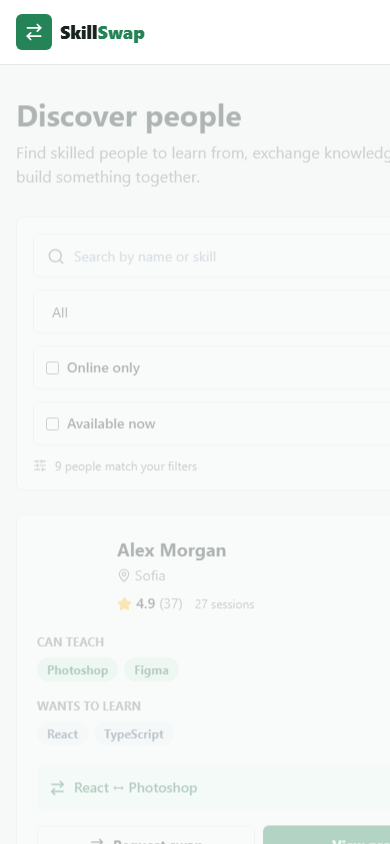 SkillSwap
Discover people
Find skilled people to learn from, exchange
build something together.
Search by name or skill
All
Online only
Available now
9 people match your filters
Alex Morgan
Sofia
4.9 (37) 27 sessions
CAN TEACH
Photoshop Figma
WANTS TO LEARN
React TypeScript
React ↔ Photoshop
Request swap